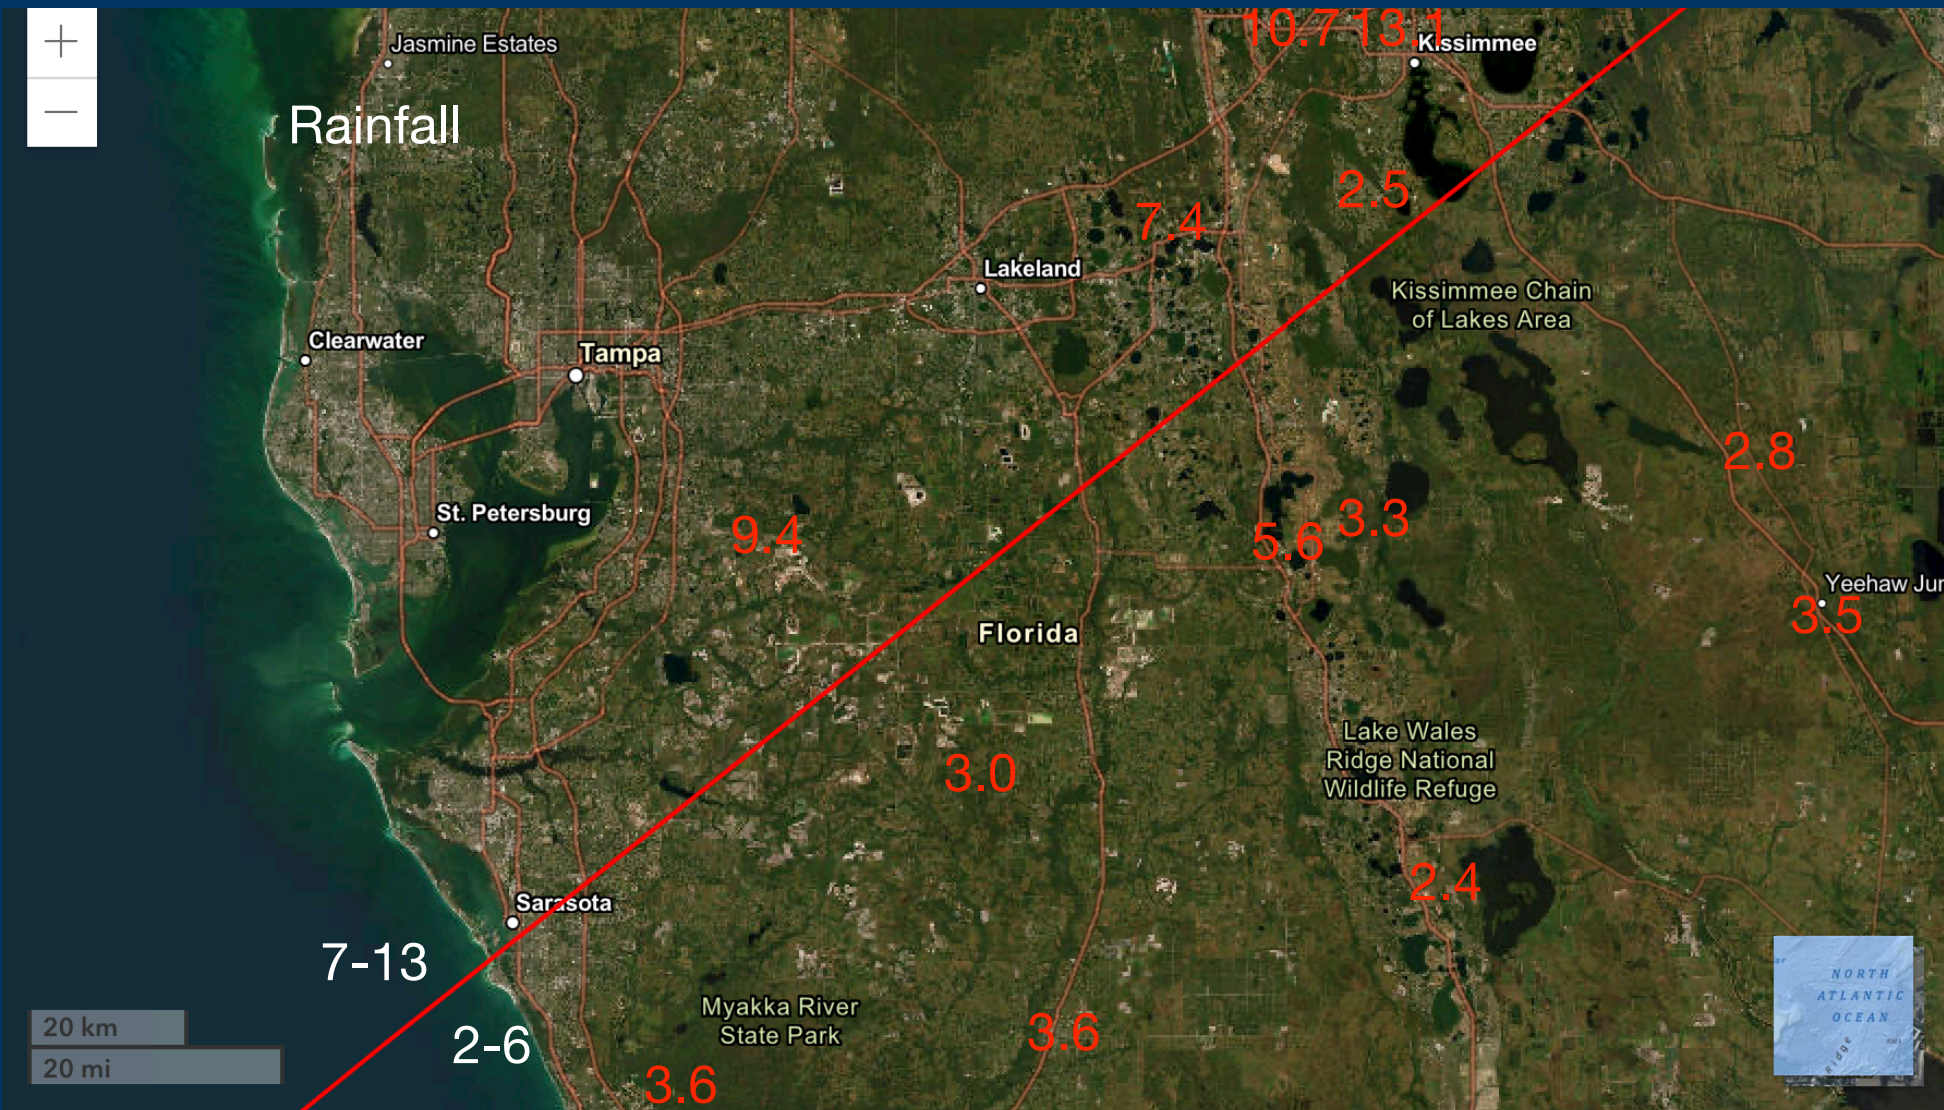 +
10.7 13.1
Jasmine Estates
Kissimmee
−
Rainfall
2.5
7.4
Lakeland
Kissimmee Chain
of Lakes Area
Clearwater
Tampa
2.8
St. Petersburg
9.4
5.6 3.3
Yeehaw Jun
3.5
Florida
Lake Wales
Ridge National
Wildlife Refuge
3.0
2.4
Sarasota
7-13
Myakka River
State Park
2-6
3.6
3.6
20 km
20 mi
NORTH
ATLANTIC
OCEAN
Ridge